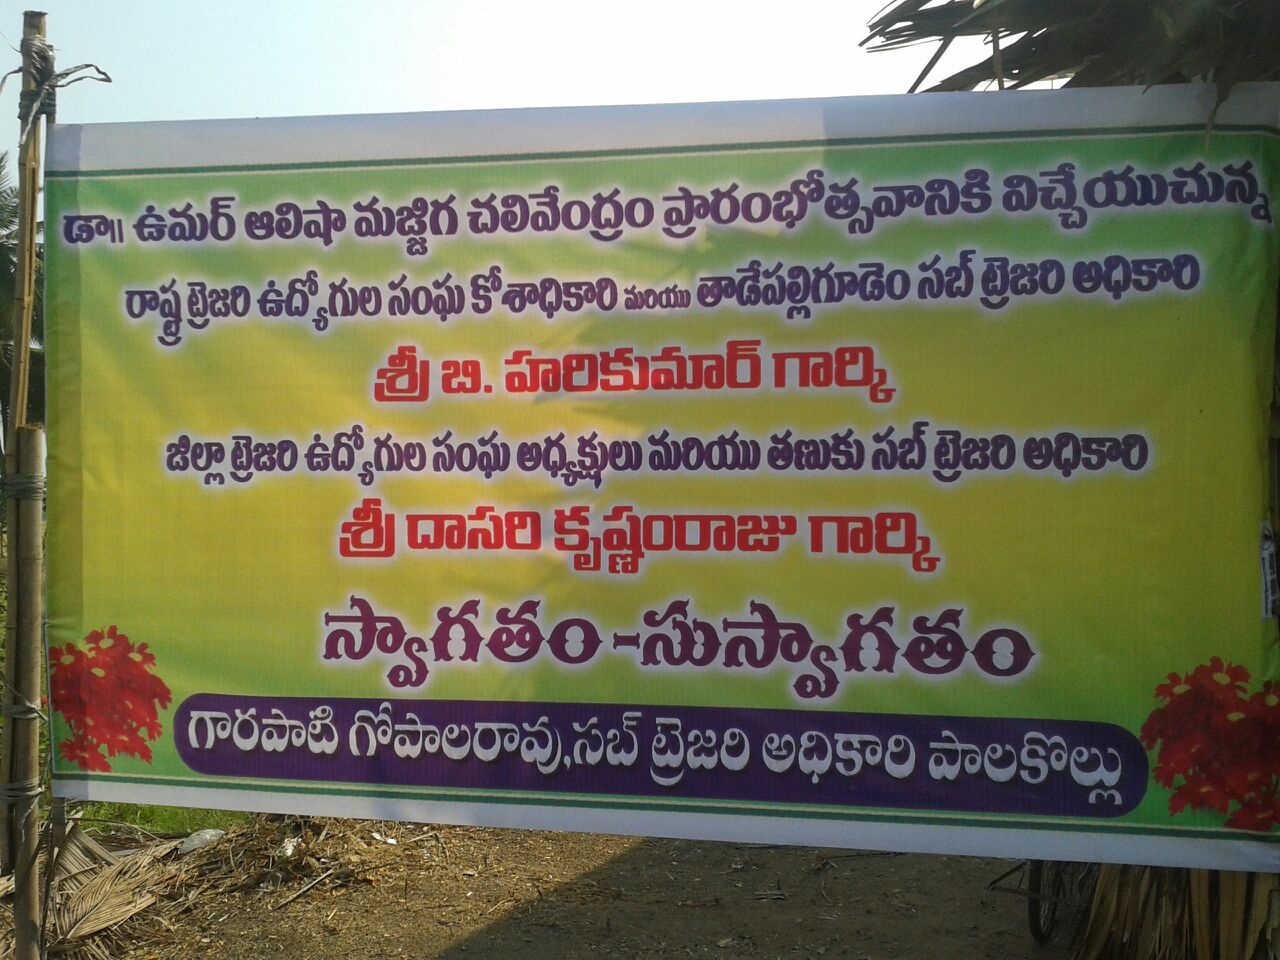 డా॥ ఉమర్ ఆలిషా మజ్జిగ చలివేంద్రం ప్రారంభోత్సవానికి విచ్చేయుచున్న
రాష్ట్ర ట్రెజరి ఉద్యోగుల సంఘ కోశాధికారి మరియు తాడేపల్లిగూడెం సబ్ ట్రెజరి అధికారి
శ్రీ బి. హరికుమార్ గార్కి
జిల్లా ట్రెజరి ఉద్యోగుల సంఘ అధ్యక్షులు మరియు తణుకు సబ్ ట్రెజరి అధికారి
శ్రీ దాసరి కృష్ణంరాజు గార్కి
స్వాగతం-సుస్వాగతం
గారపాటి గోపాలరావు,సబ్ ట్రెజరి అధికారి పాలకొల్లు